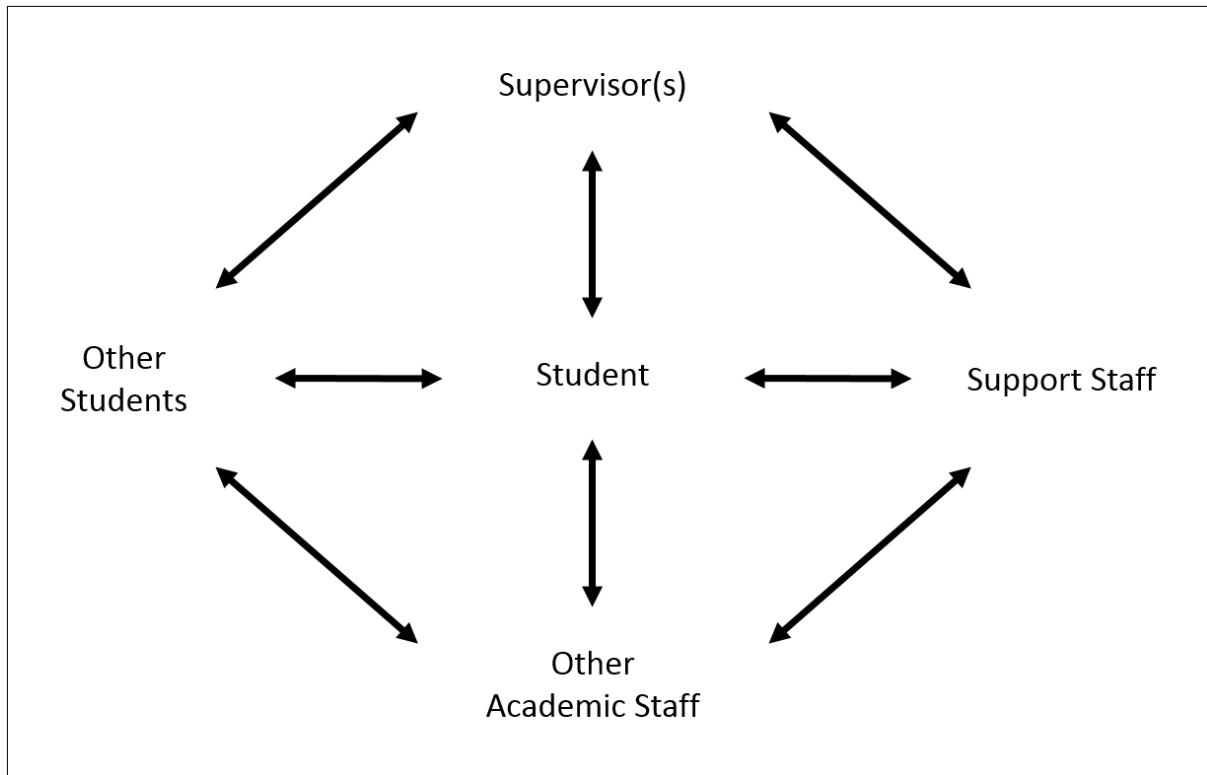 Supervisor(s)
Other
Students
Student
Support Staff
Other
Academic Staff